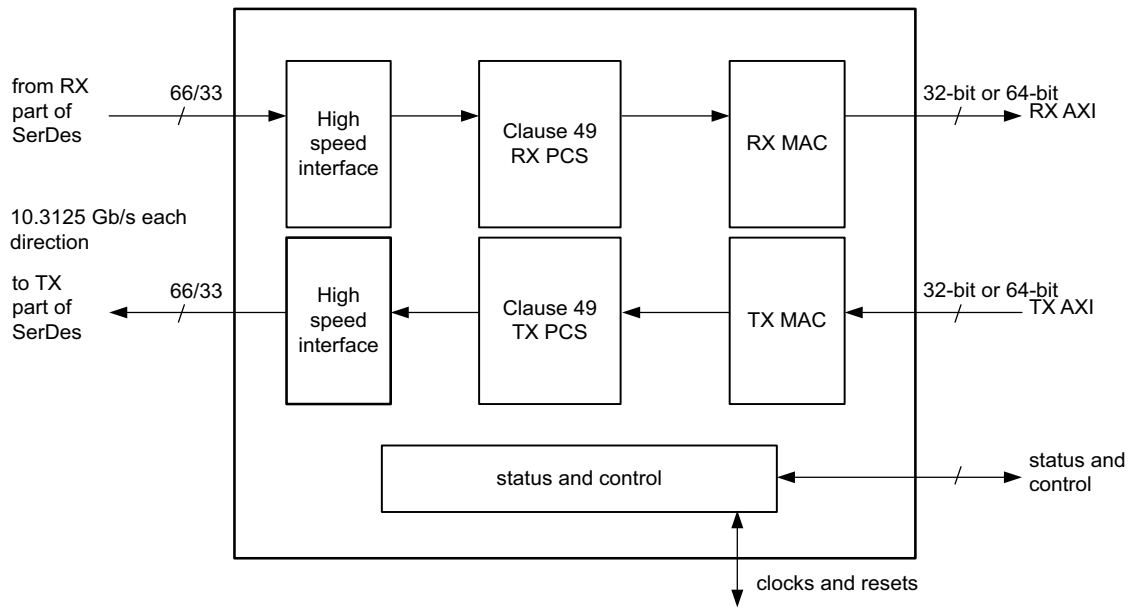 from RX
part of
SerDes
66/33
High
speed
interface
Clause 49
RX PCS
RX MAC
32-bit or 64-bit
RX AXI
10.3125 Gb/s each
direction
to TX
part of
SerDes
66/33
High
speed
interface
Clause 49
TX PCS
TX MAC
32-bit or 64-bit
TX AXI
status and control
status and
control
clocks and resets